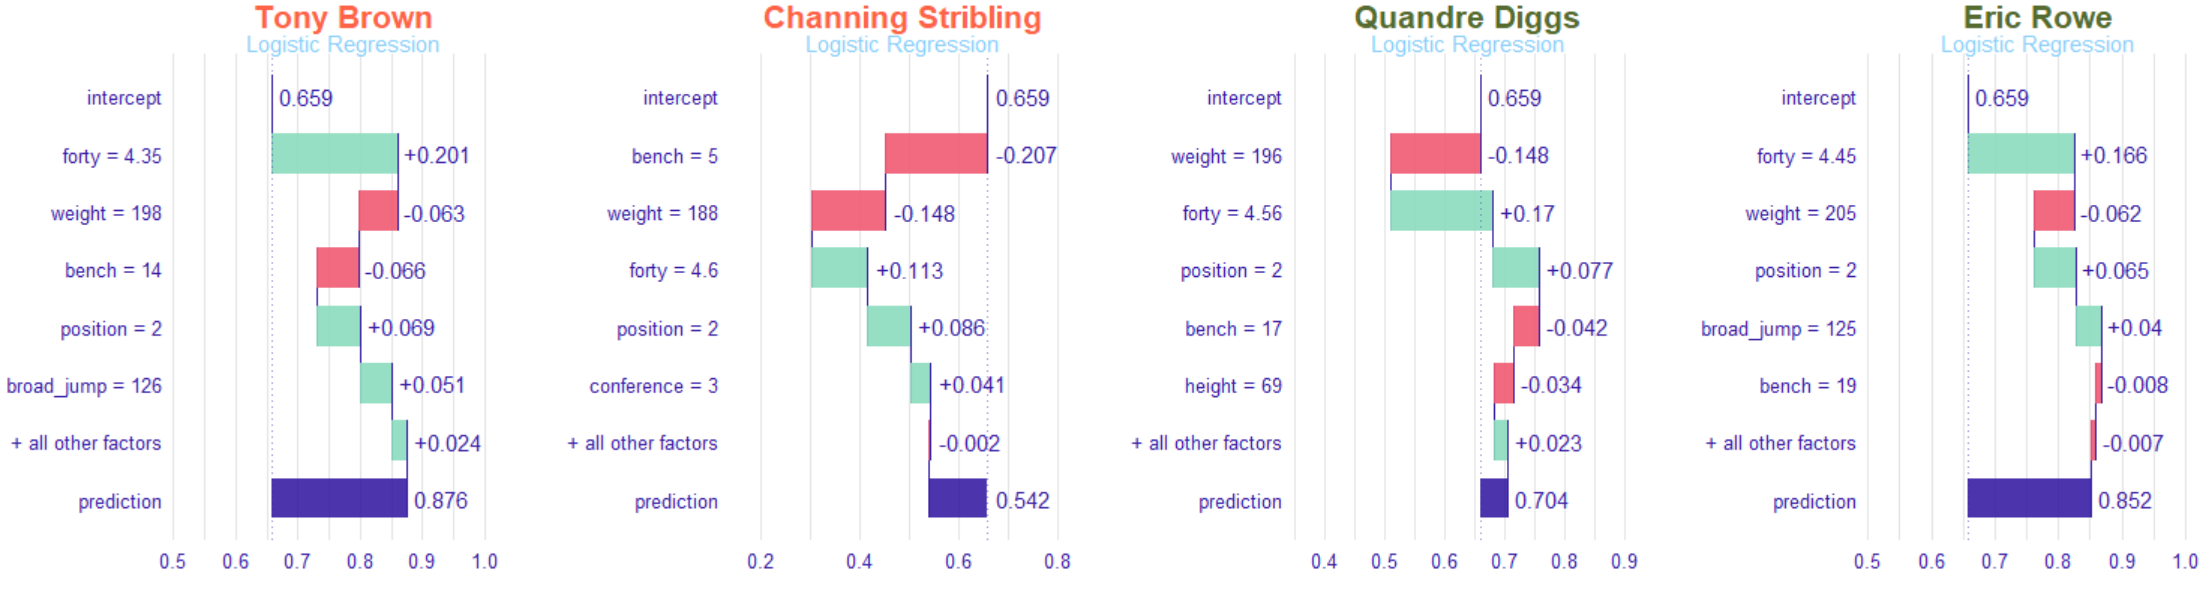 Tony Brown
Logistic Regression
intercept 0.659
forty = 4.35 +0.201
weight = 198 -0.063
bench = 14 -0.066
position = 2 +0.069
broad_jump = 126 +0.051
+ all other factors +0.024
prediction 0.876
0.5 0.6 0.7 0.8 0.9 1.0
Channing Stribling
Logistic Regression
intercept 0.659
bench = 5 -0.207
weight = 188 -0.148
forty = 4.6 +0.113
position = 2 +0.086
conference = 3 +0.041
+ all other factors -0.002
prediction 0.542
0.2 0.4 0.6 0.8
Quandre Diggs
Logistic Regression
intercept 0.659
weight = 196 -0.148
forty = 4.56 +0.17
position = 2 +0.077
bench = 17 -0.042
height = 69 -0.034
+ all other factors +0.023
prediction 0.704
0.4 0.5 0.6 0.7 0.8 0.9
Eric Rowe
Logistic Regression
intercept 0.659
forty = 4.45 +0.166
weight = 205 -0.062
position = 2 +0.065
broad_jump = 125 +0.04
bench = 19 -0.008
+ all other factors -0.007
prediction 0.852
0.5 0.6 0.7 0.8 0.9 1.0